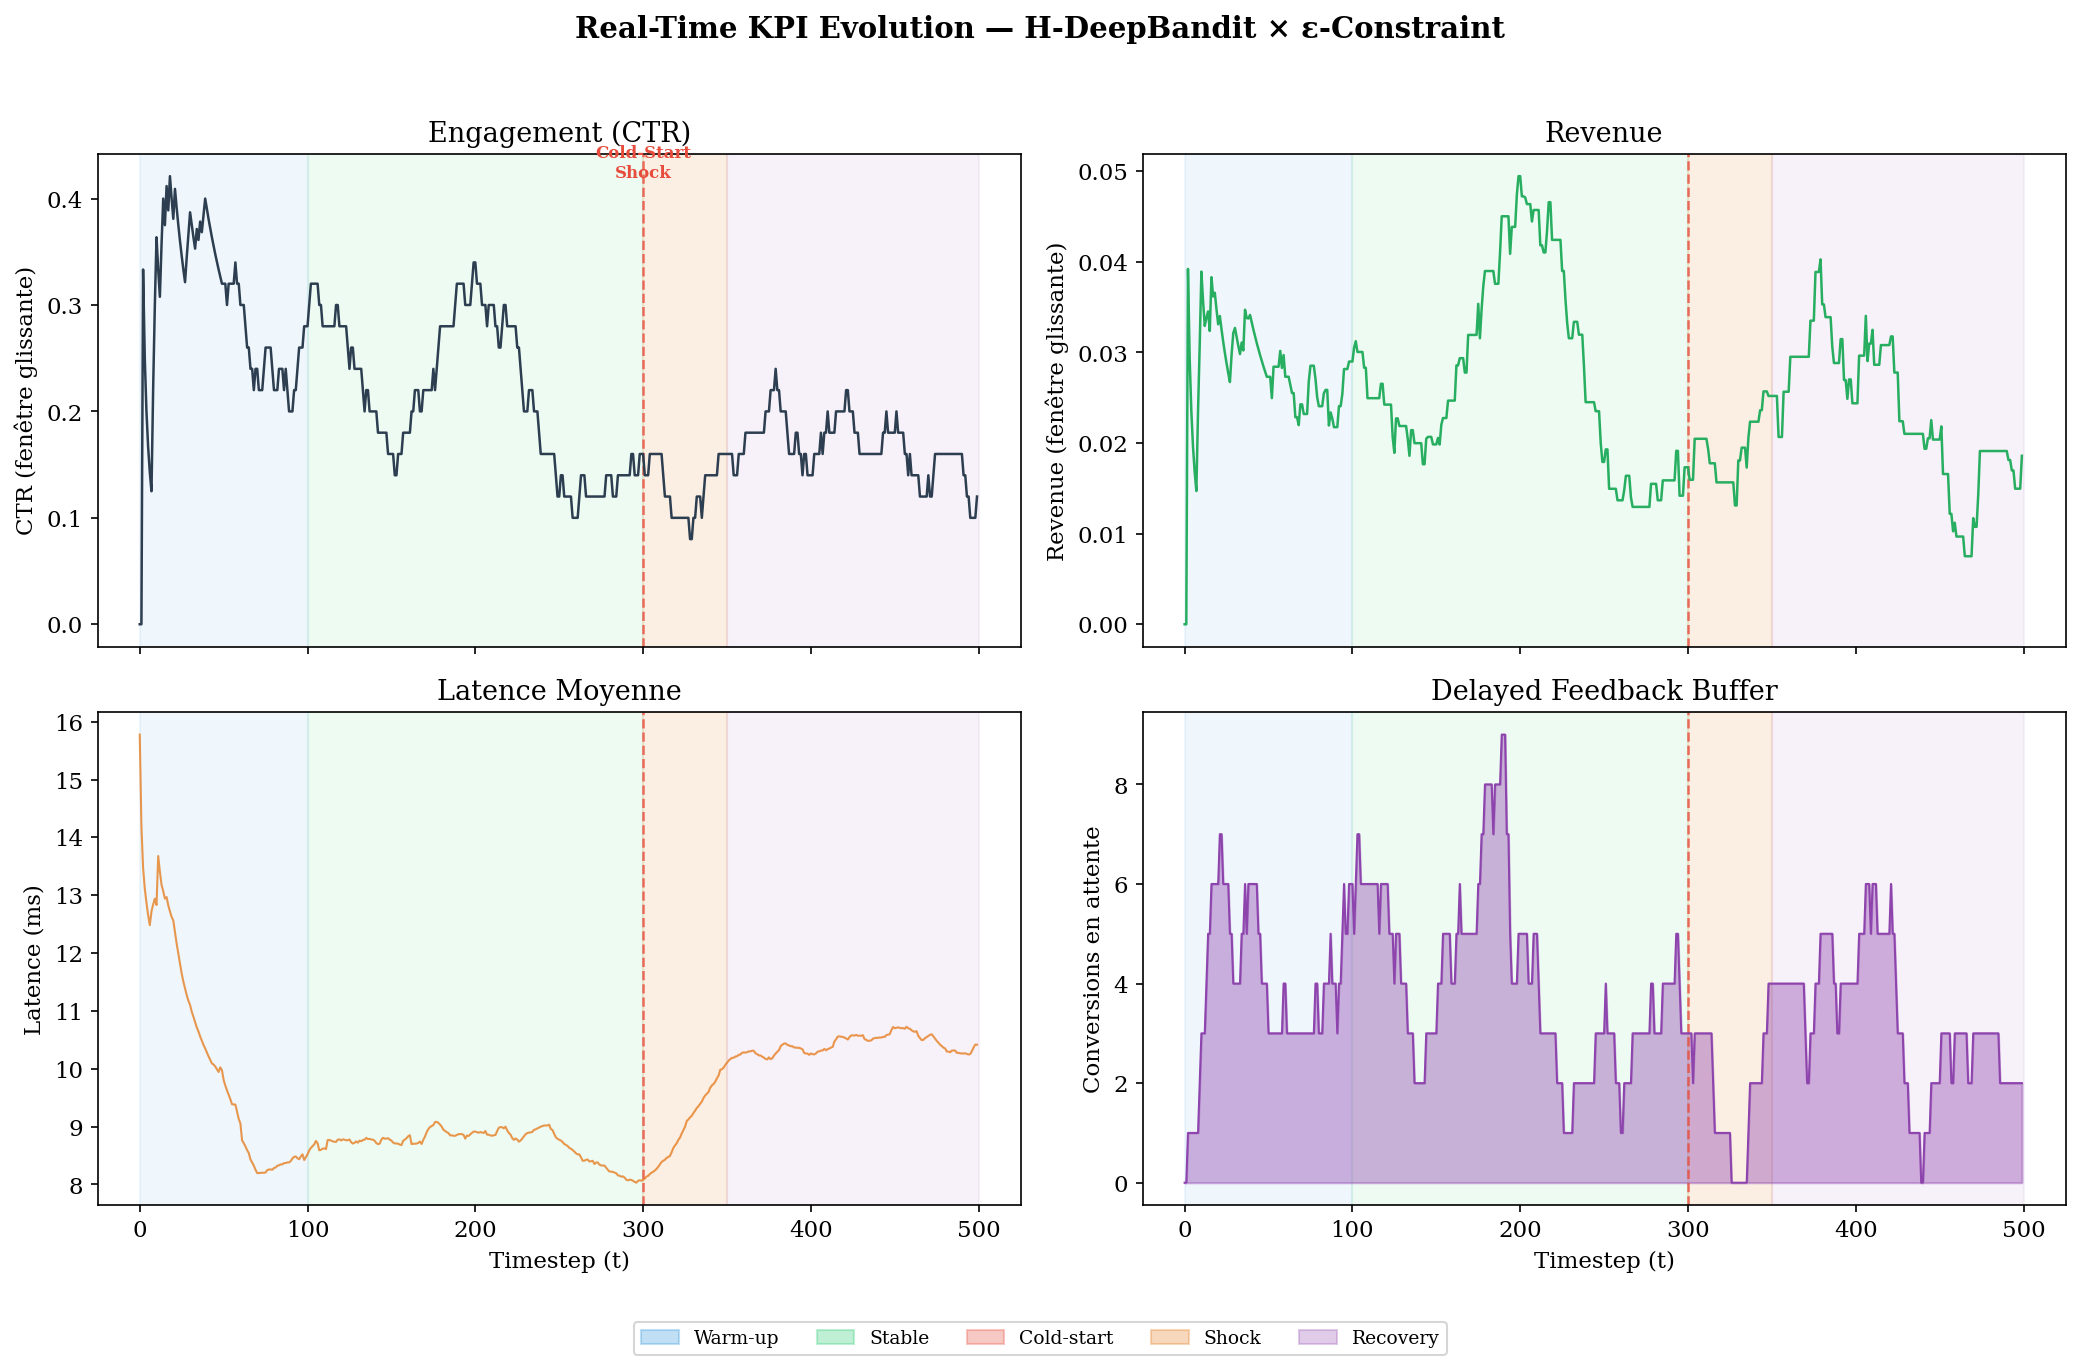 Real-Time KPI Evolution — H-DeepBandit × ε-Constraint
Engagement (CTR)
Cold-Start
Shock
CTR (fenêtre glissante)
0.4
0.3
0.2
0.1
0.0
Revenue
Revenue (fenêtre glissante)
0.05
0.04
0.03
0.02
0.01
0.00
Latence Moyenne
Latence (ms)
16
15
14
13
12
11
10
9
8
0 100 200 300 400 500
Timestep (t)
Delayed Feedback Buffer
Conversions en attente
8
6
4
2
0
0 100 200 300 400 500
Timestep (t)
Warm-up Stable Cold-start Shock Recovery